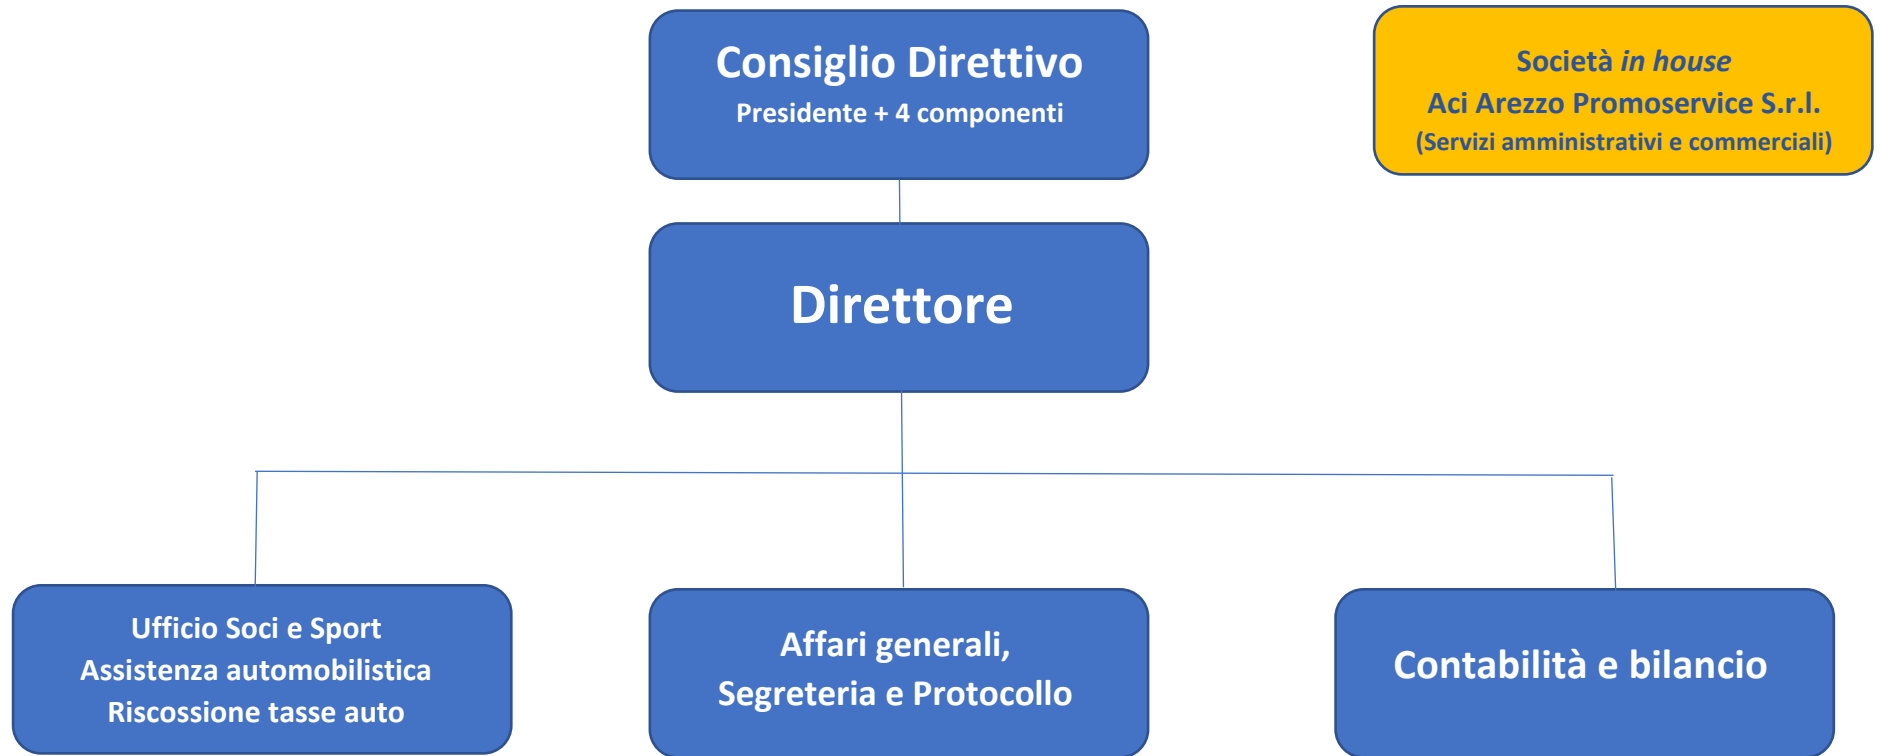 Consiglio Direttivo
Presidente + 4 componenti
Società in house
Aci Arezzo Promoservice S.r.l.
(Servizi amministrativi e commerciali)
Direttore
Ufficio Soci e Sport
Assistenza automobilistica
Riscossione tasse auto
Affari generali,
Segreteria e Protocollo
Contabilità e bilancio